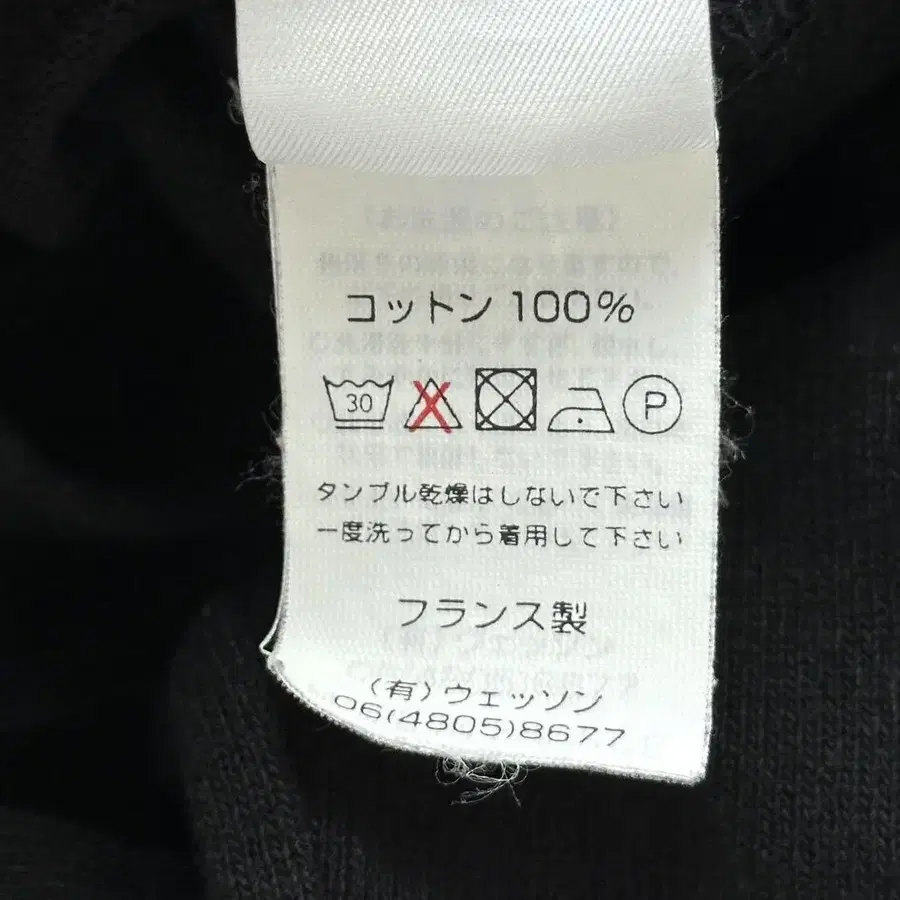 コットン 100%
30 P
タンブル乾燥はしないで下さい
一度洗ってから着用して下さい
フランス製
(有)ウェッソン
06(4805)8677